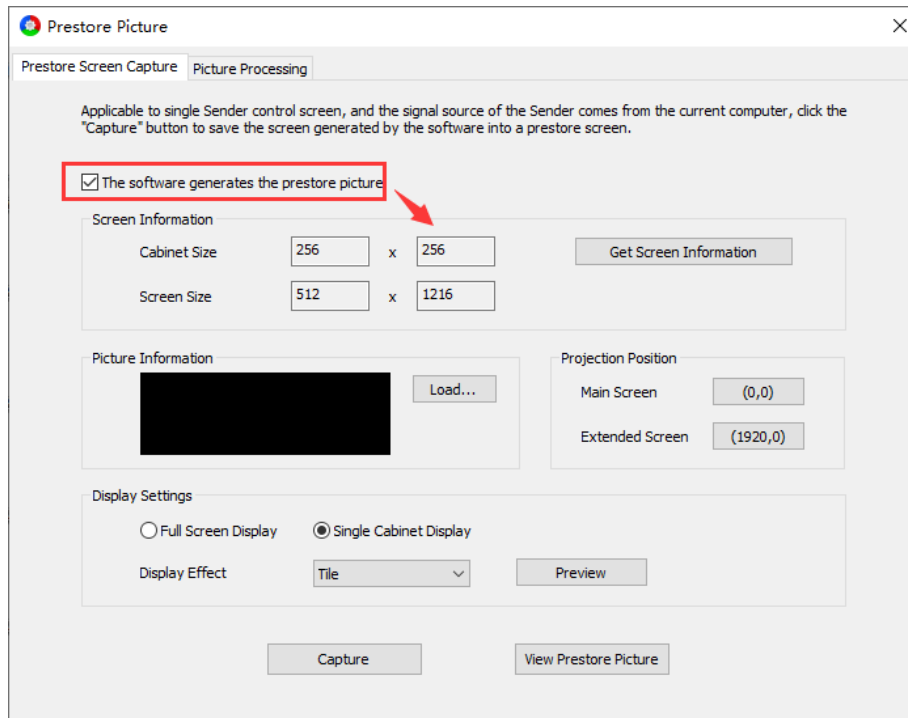 Prestore Picture
Prestore Screen Capture Picture Processing
Applicable to single Sender control screen, and the signal source of the Sender comes from the current computer, click the
"Capture" button to save the screen generated by the software into a prestore screen.
The software generates the prestore picture
Screen Information
Cabinet Size 256 x 256 Get Screen Information
Screen Size 512 x 1216
Picture Information
Load...
Projection Position
Main Screen (0,0)
Extended Screen (1920,0)
Display Settings
Full Screen Display Single Cabinet Display
Display Effect Tile Preview
Capture View Prestore Picture